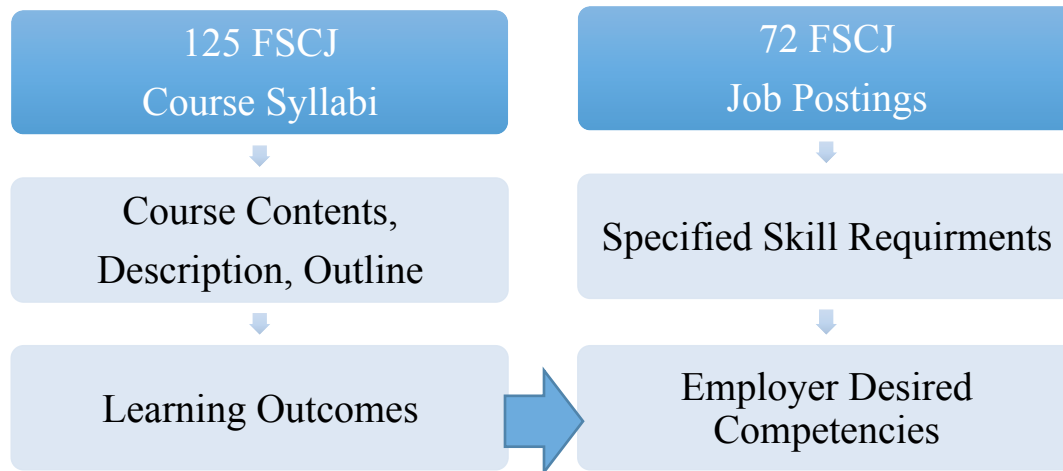 125 FSCJ
Course Syllabi
Course Contents,
Description, Outline
Learning Outcomes
72 FSCJ
Job Postings
Specified Skill Requirments
Employer Desired
Competencies